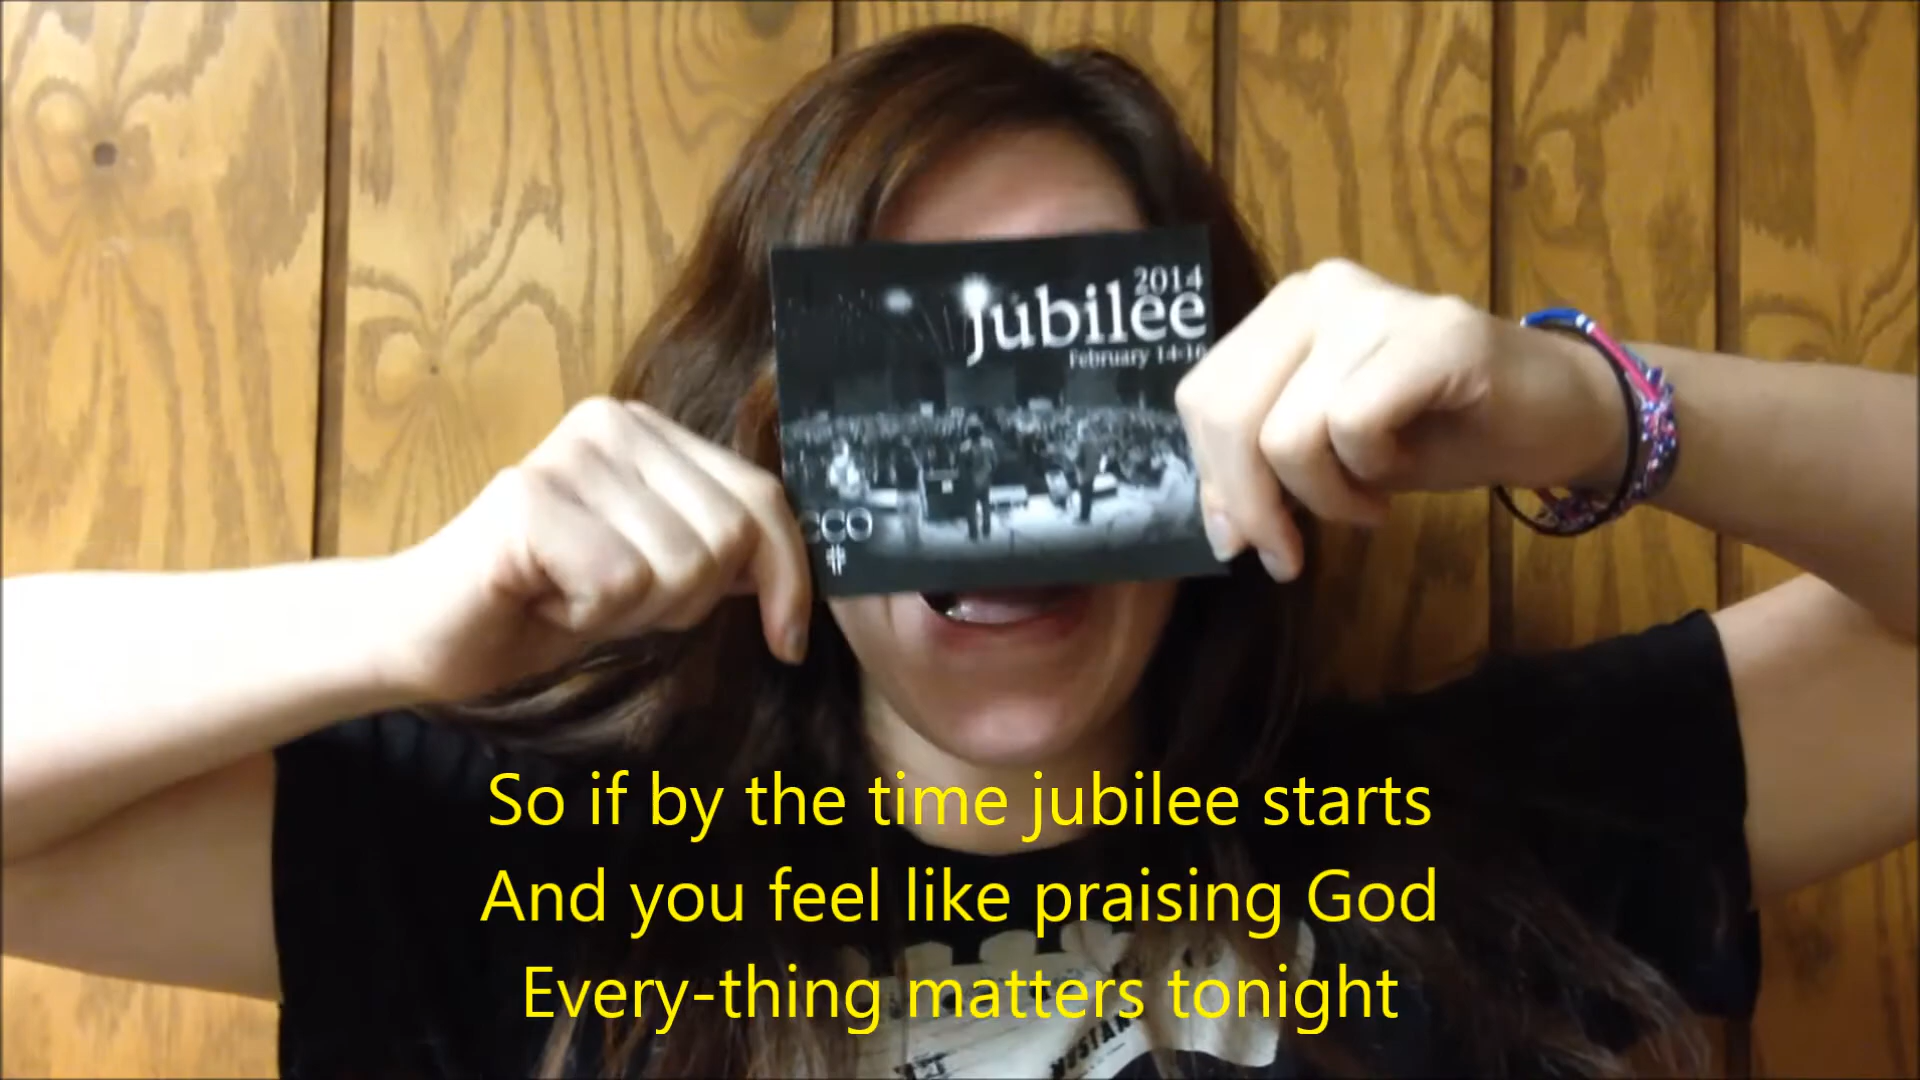 2014
Jubilee
February 14-16
CCO
So if by the time jubilee starts
And you feel like praising God
Every-thing matters tonight